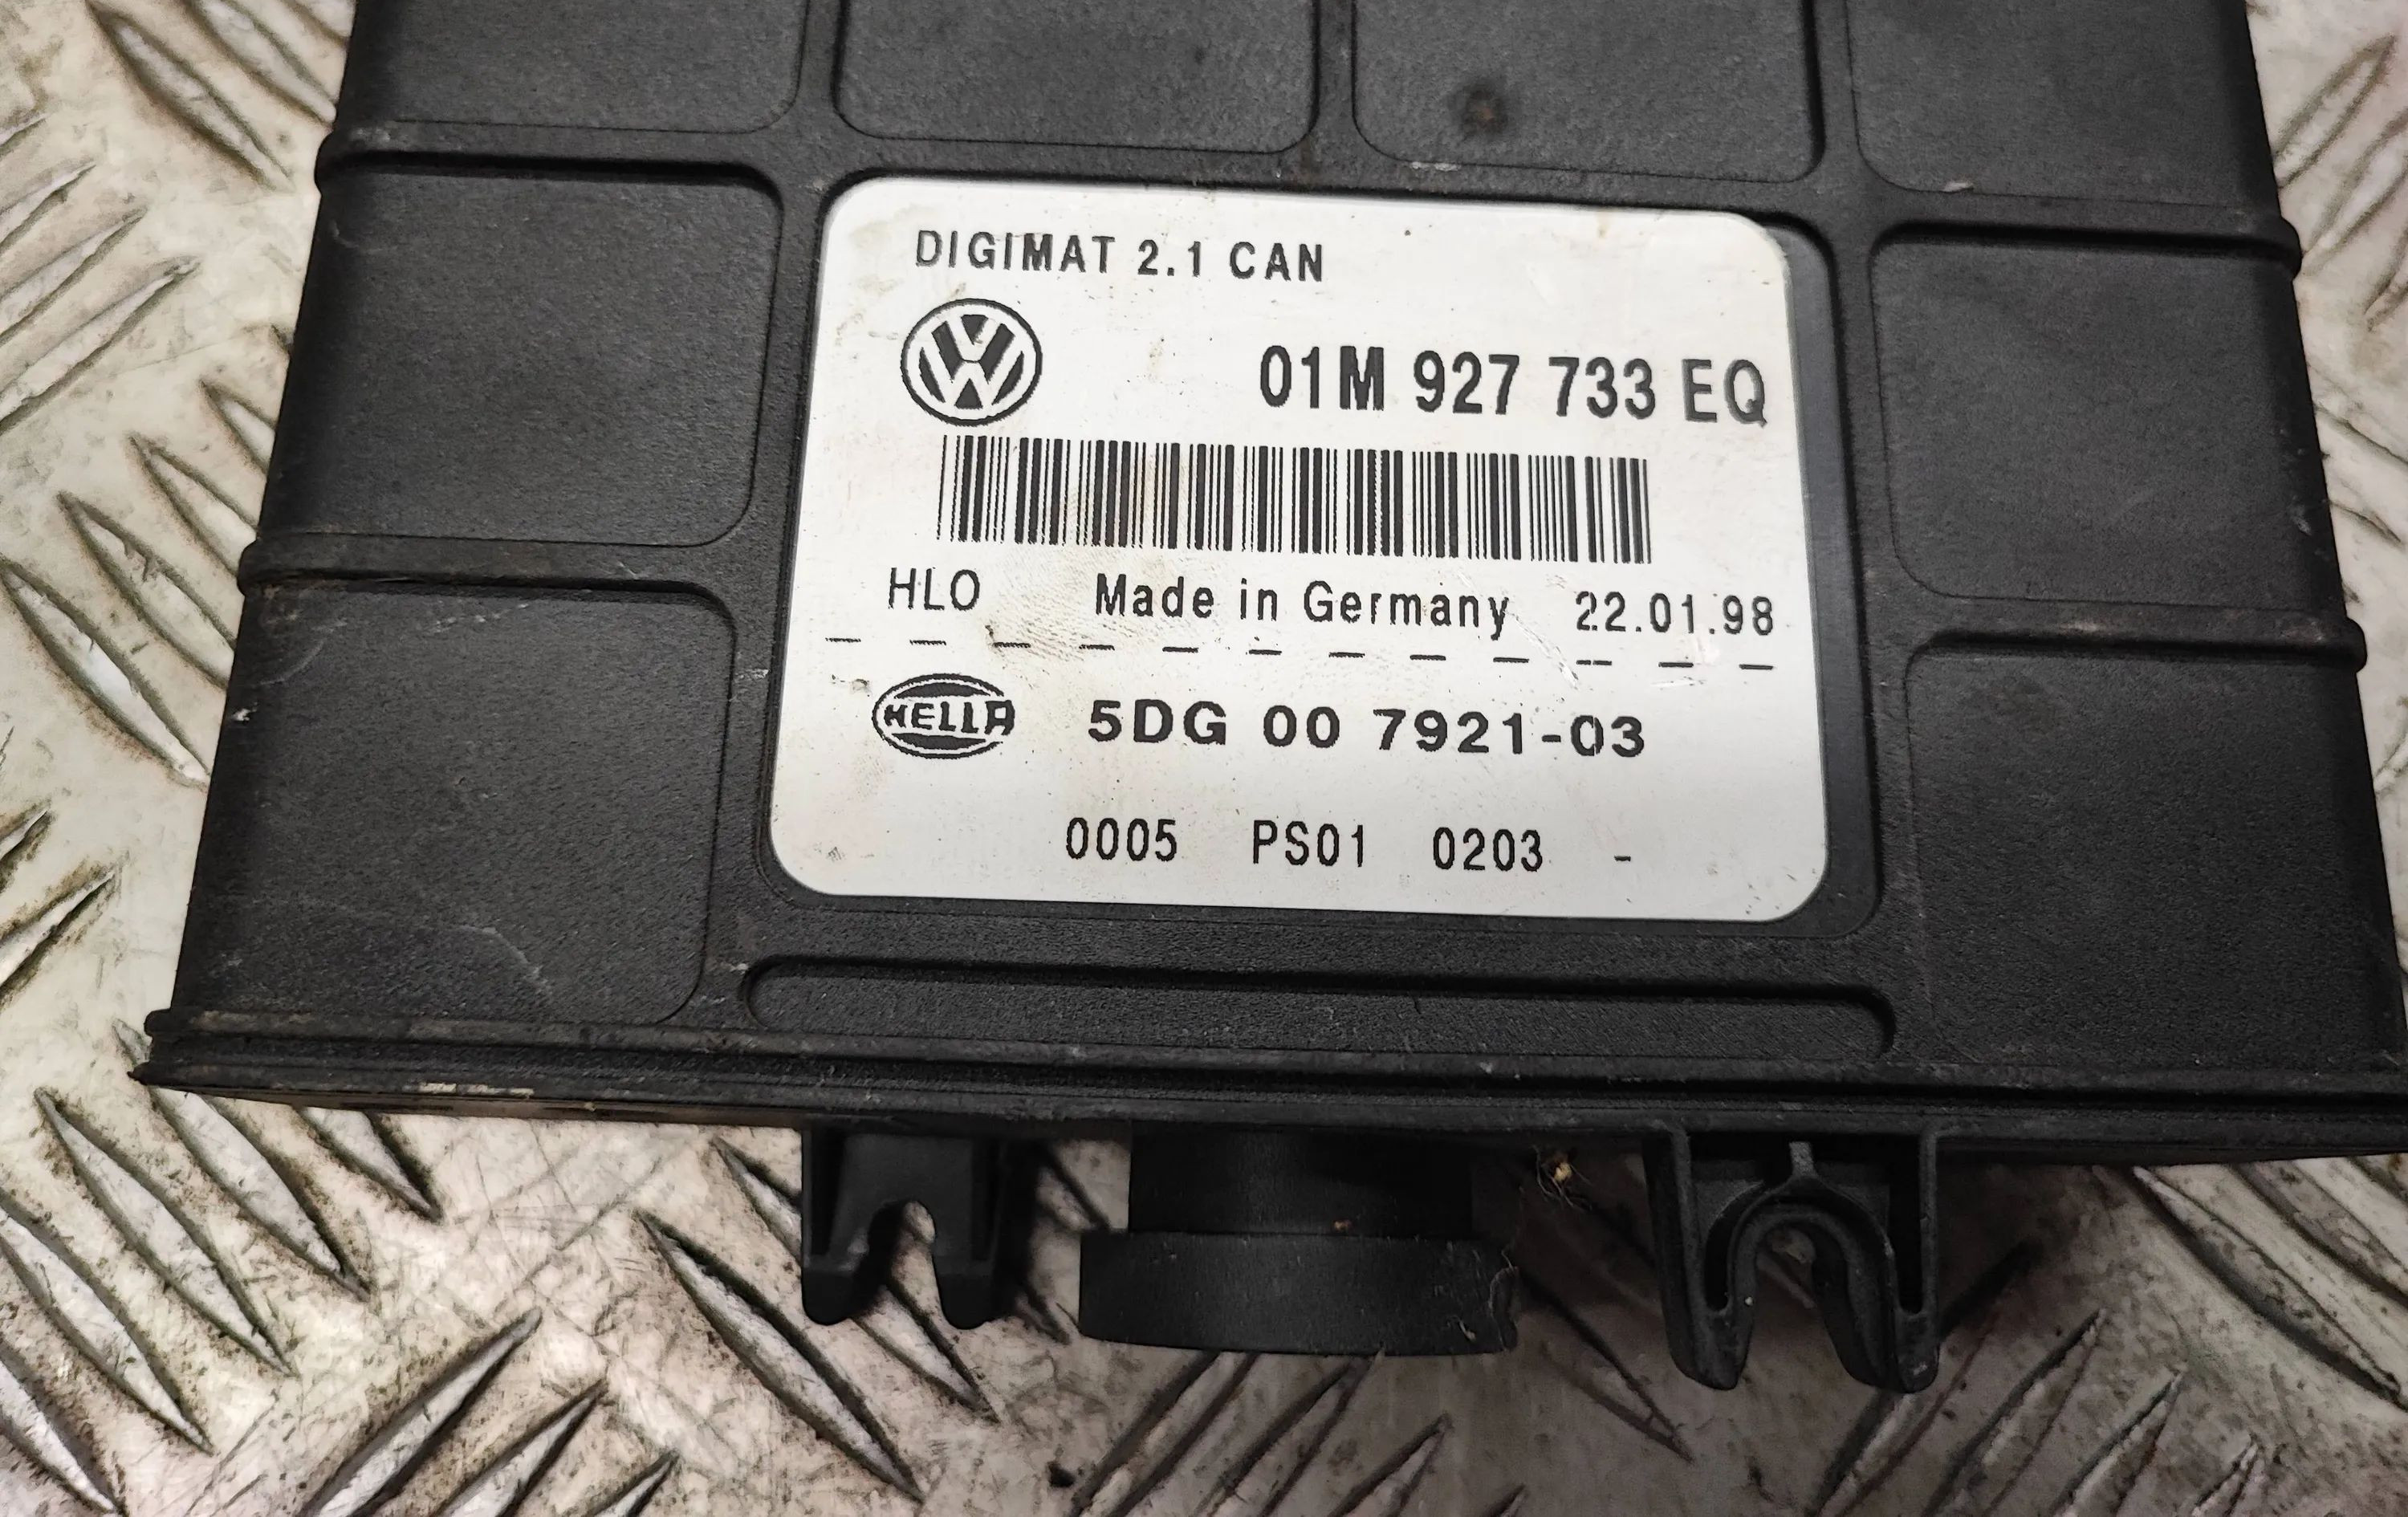 DIGIMAT 2.1 CAN
01M 927 733 EQ
HLO Made in Germany 22.01.98
HELLA 5DG 00 7921-03
0005 PS01 0203 -